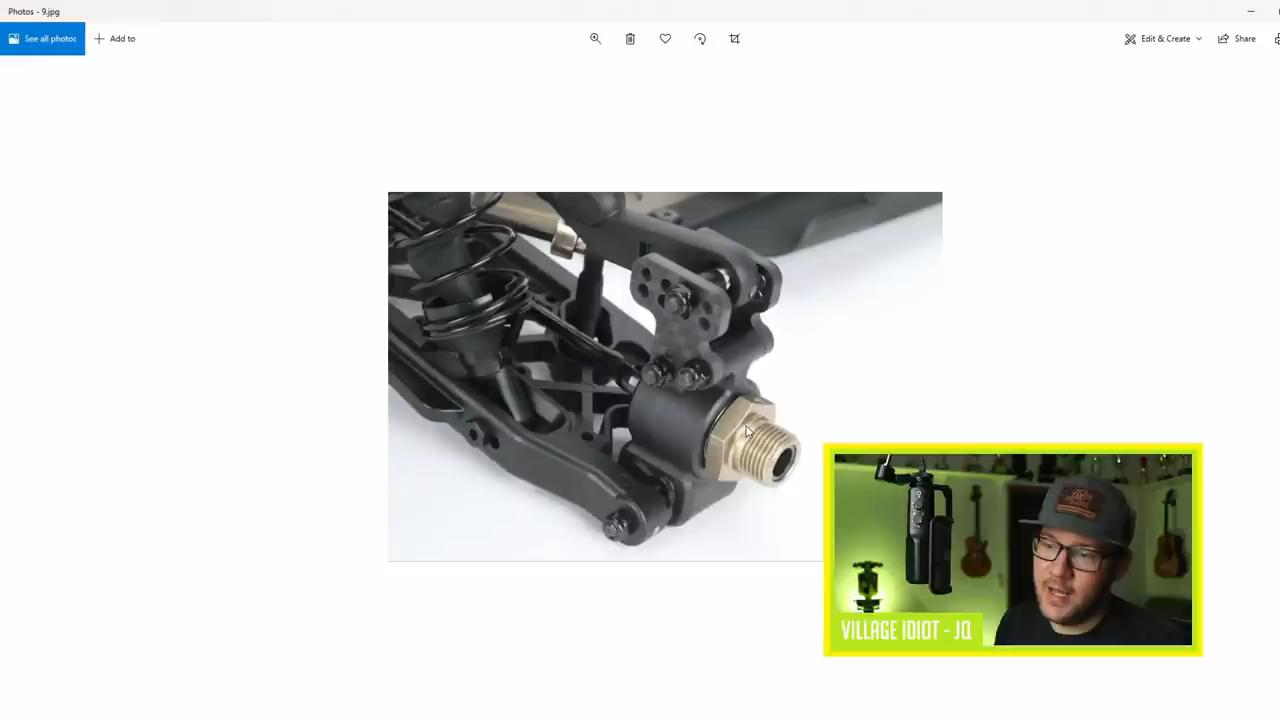 Photos - 9.jpg
See all photos
Add to
Edit & Create
Share
VILLAGE IDIOT - JQ